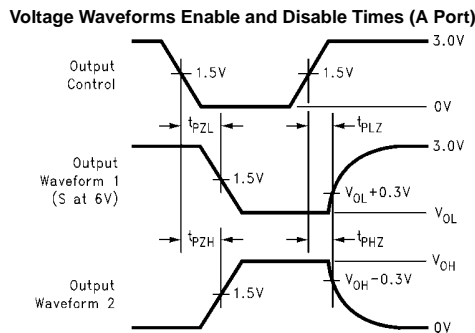 Voltage Waveforms Enable and Disable Times (A Port)
3.0V
Output
Control
1.5V
1.5V
0V
tPZL
tPLZ
3.0V
Output
Waveform 1
(S at 6V)
1.5V
VOL+0.3V
VOL
tPZH
tPHZ
VOH
Output
Waveform 2
1.5V
VOH−0.3V
0V